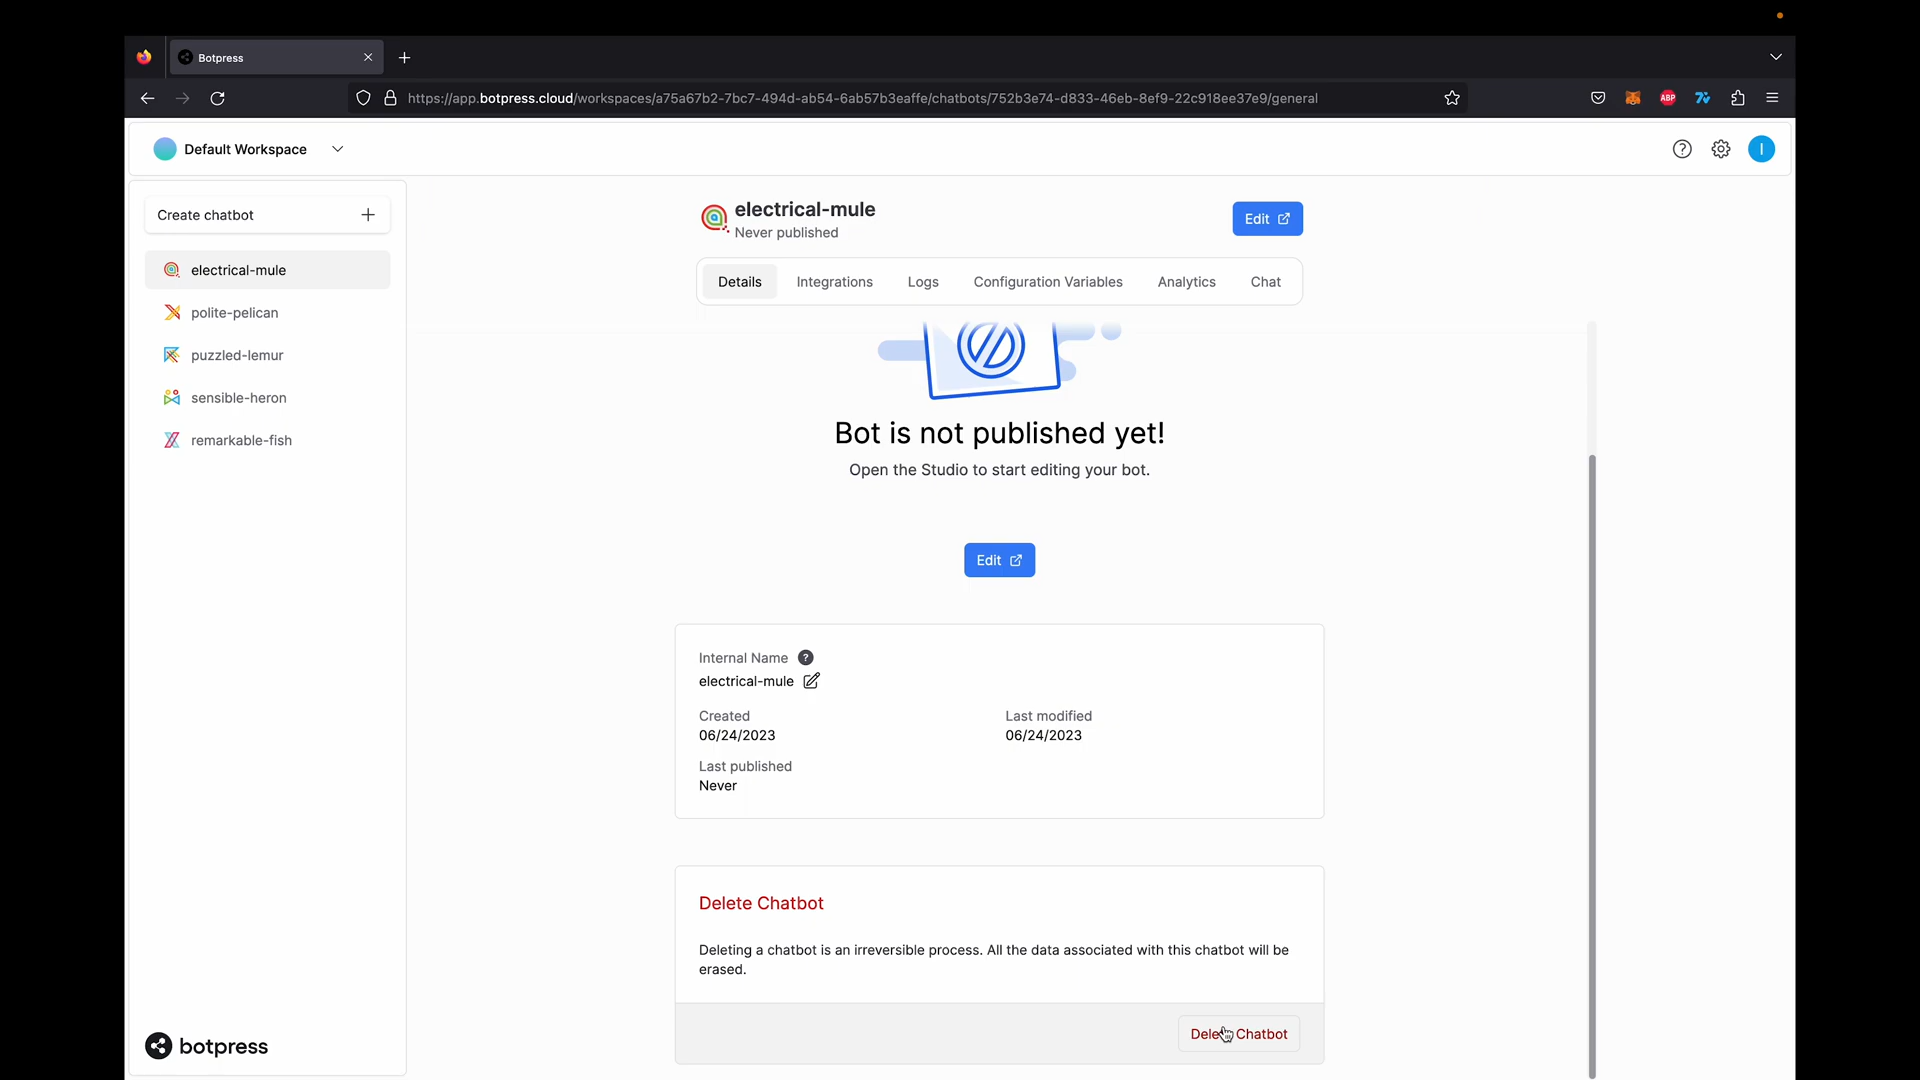 Botpress
https://app.botpress.cloud/workspaces/a75a67b2-7bc7-494d-ab54-6ab57b3eaffe/chatbots/752b3e74-d833-46eb-8ef9-22c918ee37e9/general
ABP
Default Workspace
I
Create chatbot
electrical-mule
polite-pelican
puzzled-lemur
sensible-heron
remarkable-fish
botpress
electrical-mule
Never published
Edit
Details Integrations Logs Configuration Variables Analytics Chat
Bot is not published yet!
Open the Studio to start editing your bot.
Edit
Internal Name
electrical-mule
Created Last modified
06/24/2023 06/24/2023
Last published
Never
Delete Chatbot
Deleting a chatbot is an irreversible process. All the data associated with this chatbot will be
erased.
Delete Chatbot